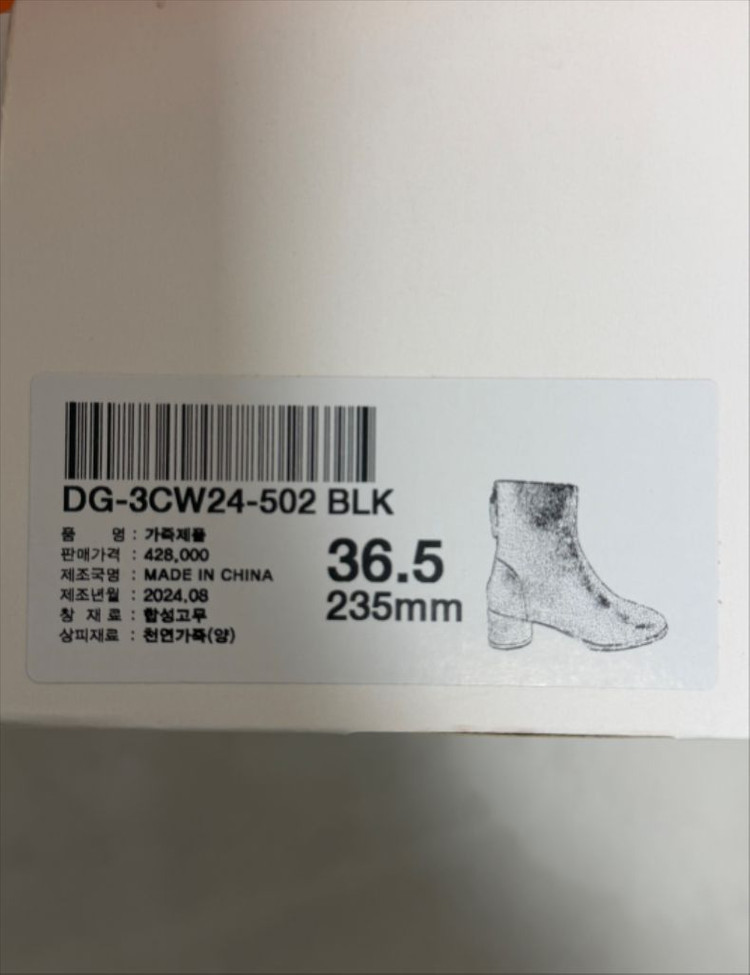 DG-3CW24-502 BLK
품 명 : 가죽제품
판매가격 : 428,000
제조국명 : MADE IN CHINA
제조년월 : 2024.08
창 재 료 : 합성고무
상피재료 : 천연가죽(양)
36.5
235mm